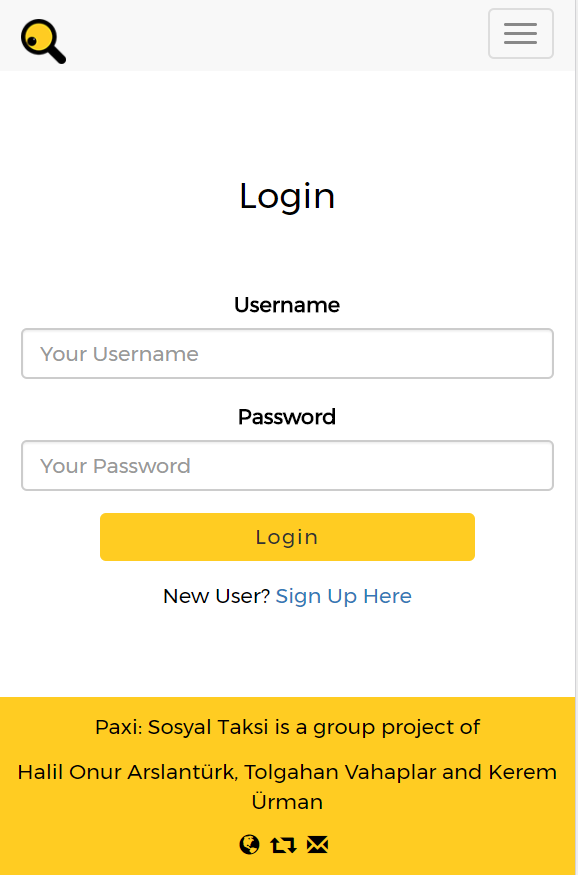 Login
Username
Your Username
Password
Your Password
Login
New User? Sign Up Here
Paxi: Sosyal Taksi is a group project of
Halil Onur Arslantürk, Tolgahan Vahaplar and Kerem
Ürman